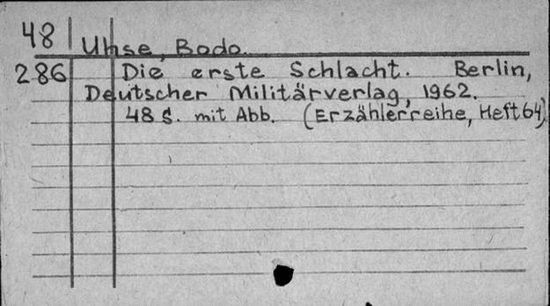 48 Uhse, Bodo.
286 Die erste Schlacht. Berlin,
Deutscher Militärverlag, 1962.
48 S. mit Abb. (Erzählerreihe, Heft 64)